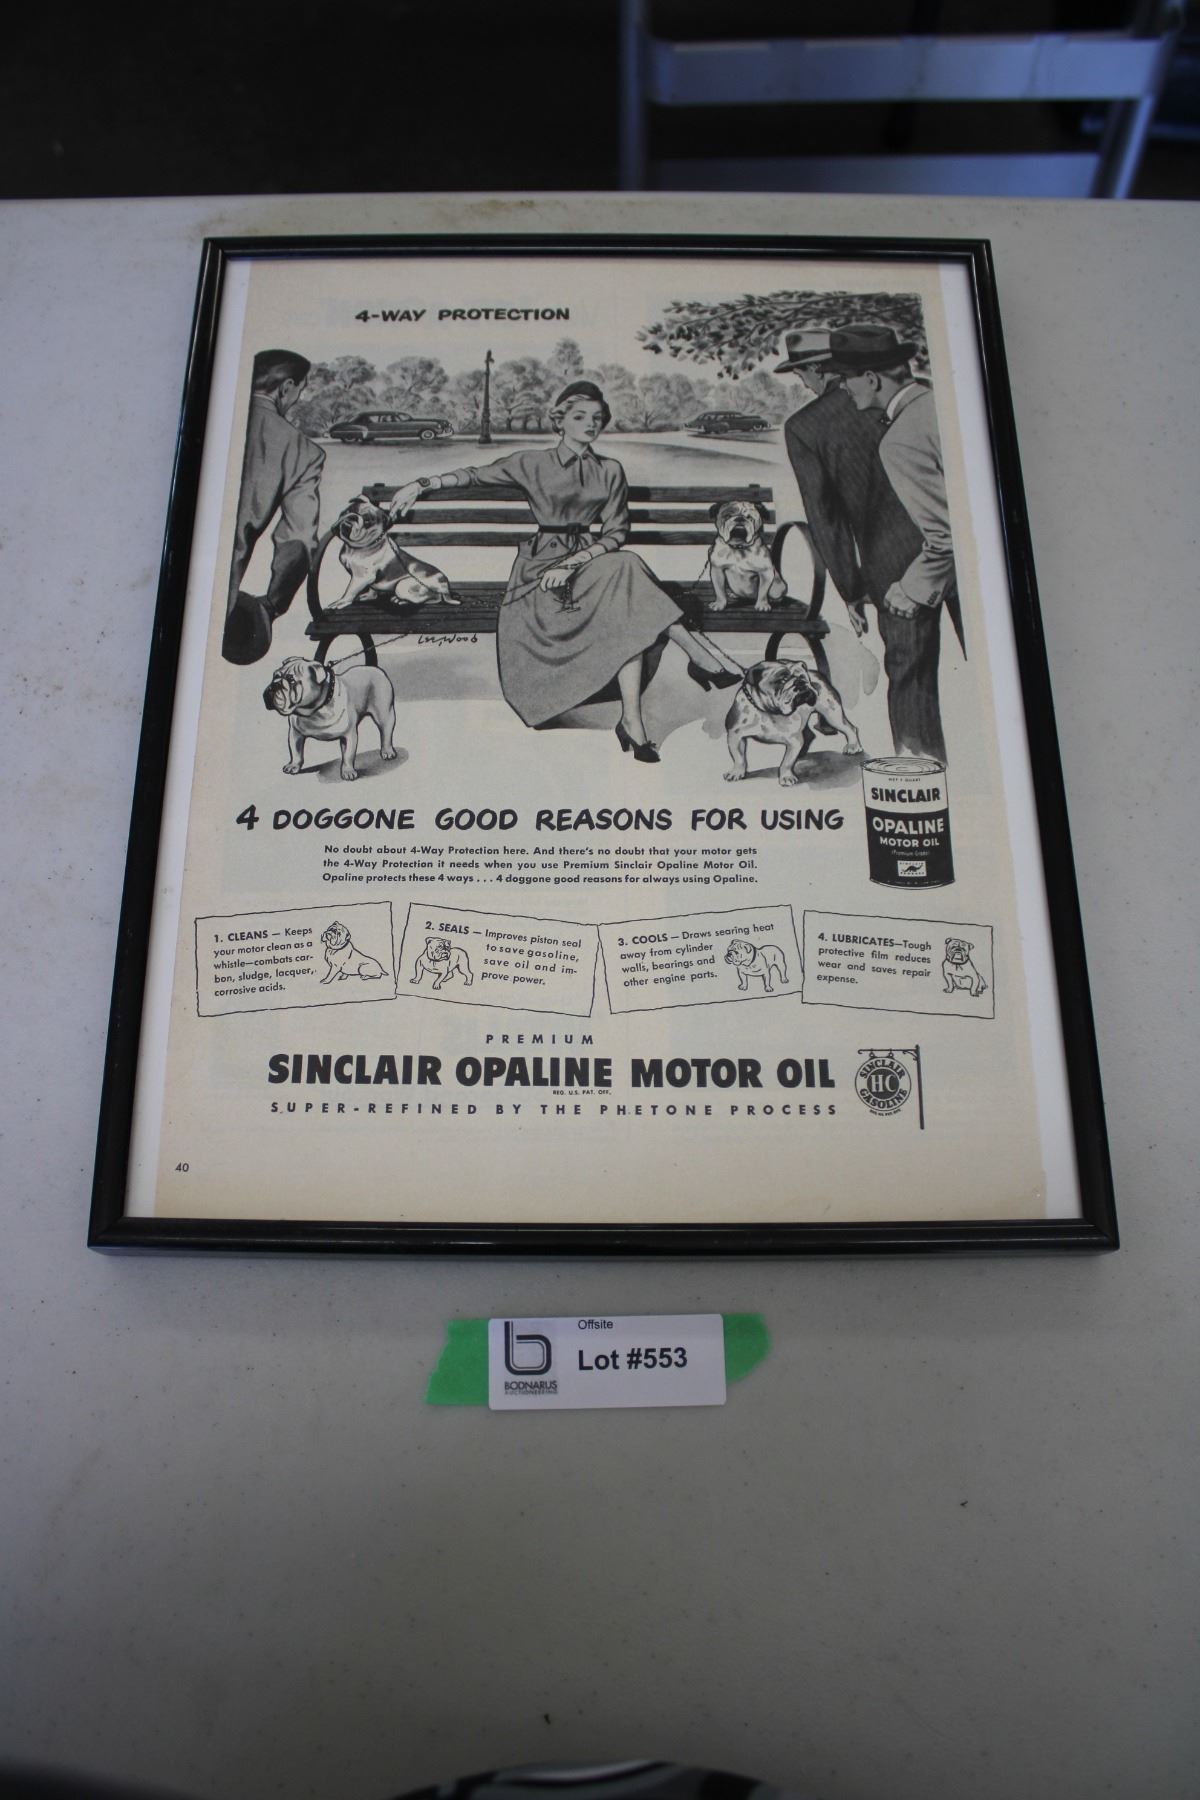 4-WAY PROTECTION
4 DOGGONE GOOD REASONS FOR USING
NET 1 QUART
SINCLAIR
OPALINE
MOTOR OIL
(Premium Grade)
No doubt about 4-Way Protection here. And there's no doubt that your motor gets
the 4-Way Protection it needs when you use Premium Sinclair Opaline Motor Oil.
Opaline protects these 4 ways . . . 4 doggone good reasons for always using Opaline.
1. CLEANS — Keeps
your motor clean as a
whistle—combats car-
bon, sludge, lacquer,
corrosive acids.
2. SEALS — Improves piston seal
to save gasoline,
save oil and im-
prove power.
3. COOLS — Draws searing heat
away from cylinder
walls, bearings and
other engine parts.
4. LUBRICATES—Tough
protective film reduces
wear and saves repair
expense.
PREMIUM
SINCLAIR OPALINE MOTOR OIL
REG. U.S. PAT. OFF.
SUPER-REFINED BY THE PHETONE PROCESS
SINCLAIR
HC
GASOLINE
40
Offsite
Lot #553
b
BODNARUS
AUCTIONEERING